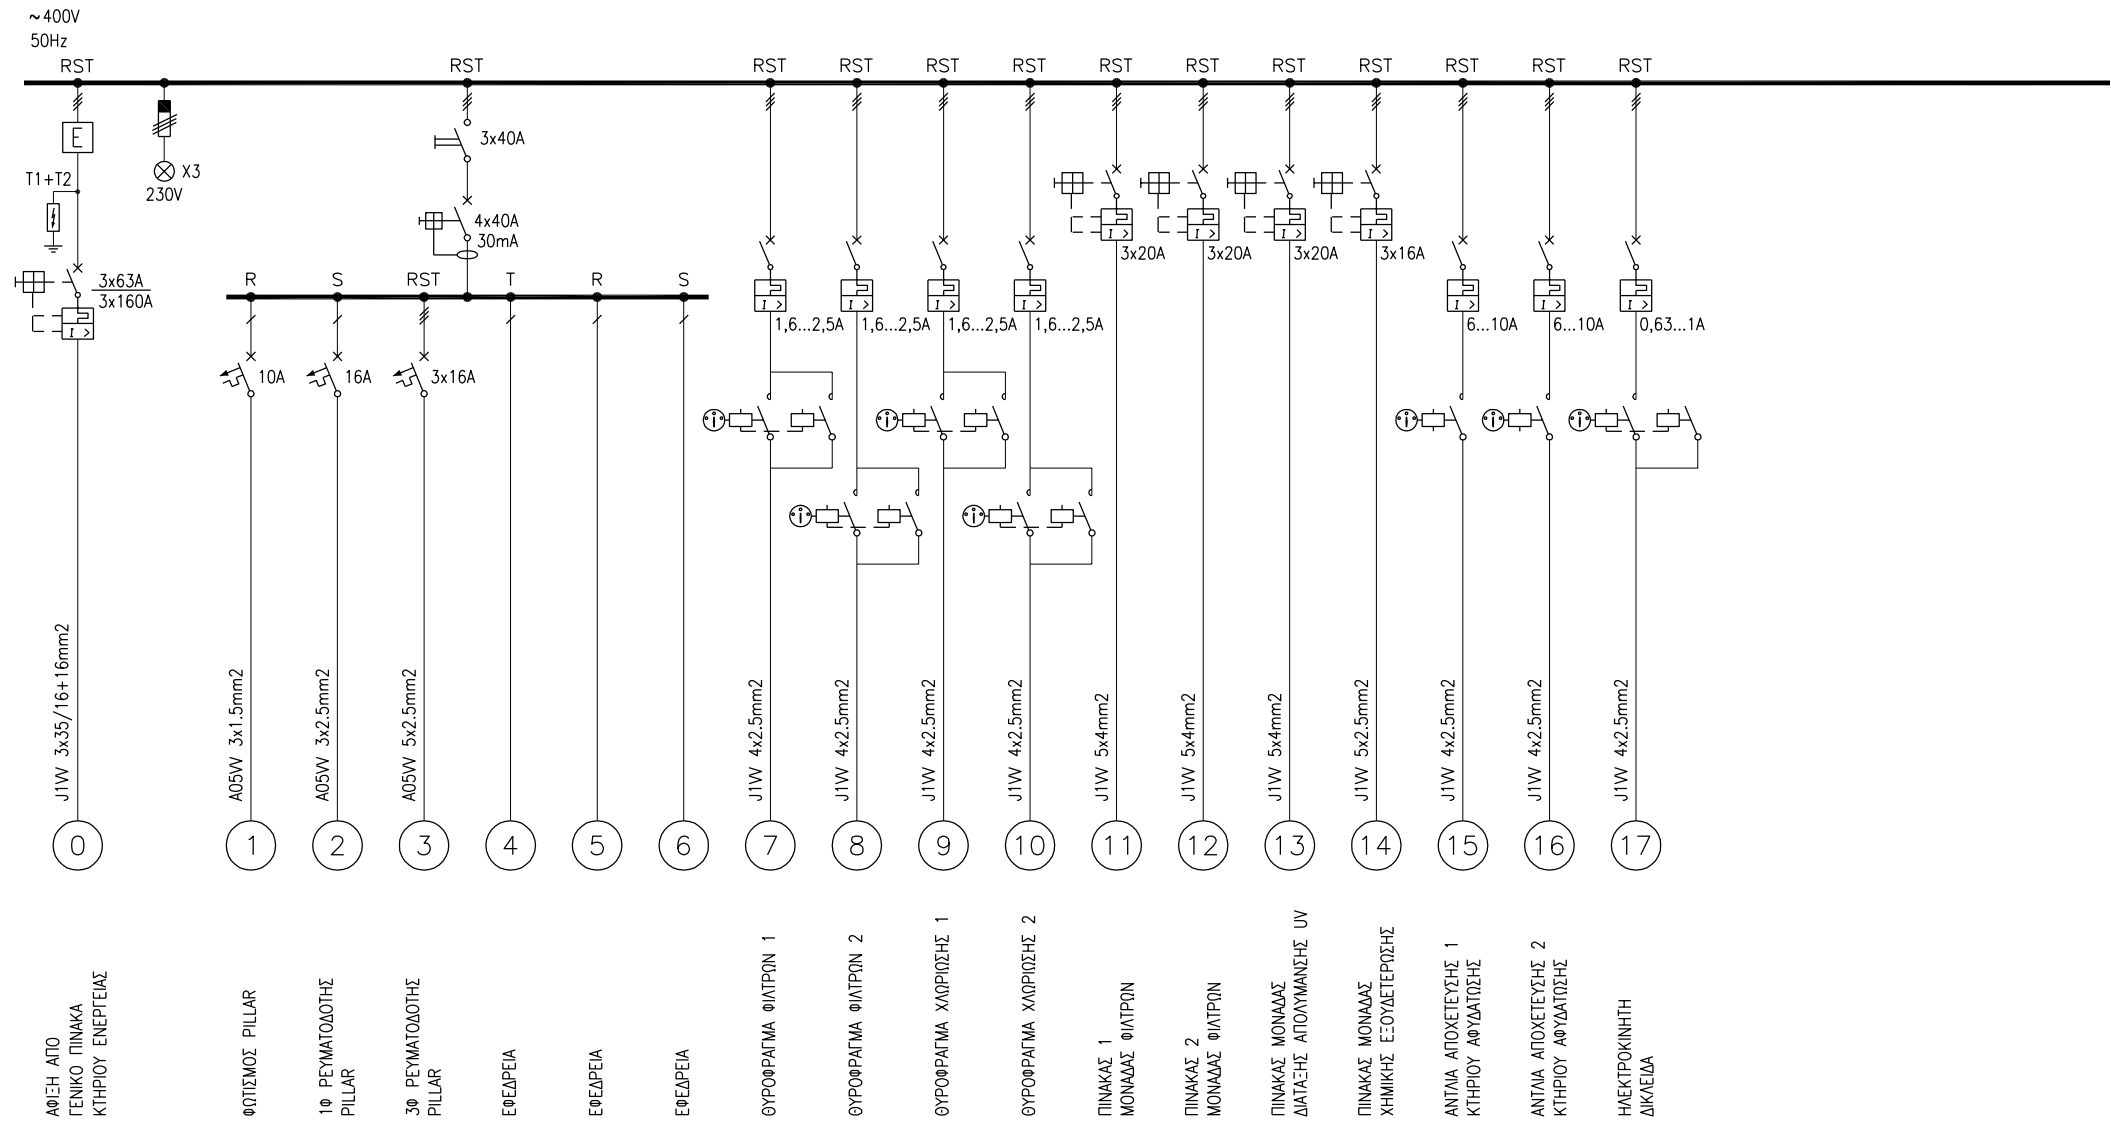 ~400V
50Hz
RST
RST
RST
RST
RST
RST
RST
RST
RST
RST
RST
RST
RST
E
3x40A
T1+T2
X3
230V
4x40A
30mA
3x20A
3x20A
3x20A
3x16A
3x63A
3x160A
R
S
RST
T
R
S
I >
I >
I >
I >
I >
I >
I >
I >
I >
I >
I >
I >
1,6...2,5A
1,6...2,5A
1,6...2,5A
1,6...2,5A
6...10A
6...10A
0,63...1A
10A
16A
3x16A
J1VV 3x35/16+16mm2
A05VV 3x1.5mm2
A05VV 3x2.5mm2
A05VV 5x2.5mm2
J1VV 4x2.5mm2
J1VV 4x2.5mm2
J1VV 4x2.5mm2
J1VV 4x2.5mm2
J1VV 5x4mm2
J1VV 5x4mm2
J1VV 5x4mm2
J1VV 5x2.5mm2
J1VV 4x2.5mm2
J1VV 4x2.5mm2
J1VV 4x2.5mm2
0
1
2
3
4
5
6
7
8
9
10
11
12
13
14
15
16
17
ΑΦΙΞΗ ΑΠΟ
ΓΕΝΙΚΟ ΠΙΝΑΚΑ
ΚΤΗΡΙΟΥ ΕΝΕΡΓΕΙΑΣ
ΦΩΤΙΣΜΟΣ PILLAR
1Φ ΡΕΥΜΑΤΟΔΟΤΗΣ
PILLAR
3Φ ΡΕΥΜΑΤΟΔΟΤΗΣ
PILLAR
ΕΦΕΔΡΕΙΑ
ΕΦΕΔΡΕΙΑ
ΕΦΕΔΡΕΙΑ
ΘΥΡΟΦΡΑΓΜΑ ΦΙΛΤΡΩΝ 1
ΘΥΡΟΦΡΑΓΜΑ ΦΙΛΤΡΩΝ 2
ΘΥΡΟΦΡΑΓΜΑ ΧΛΩΡΙΩΣΗΣ 1
ΘΥΡΟΦΡΑΓΜΑ ΧΛΩΡΙΩΣΗΣ 2
ΠΙΝΑΚΑΣ 1
ΜΟΝΑΔΑΣ ΦΙΛΤΡΩΝ
ΠΙΝΑΚΑΣ 2
ΜΟΝΑΔΑΣ ΦΙΛΤΡΩΝ
ΠΙΝΑΚΑΣ ΜΟΝΑΔΑΣ
ΔΙΑΤΑΞΗΣ ΑΠΟΛΥΜΑΝΣΗΣ UV
ΠΙΝΑΚΑΣ ΜΟΝΑΔΑΣ
ΧΗΜΙΚΗΣ ΕΞΟΥΔΕΤΕΡΩΣΗΣ
ΑΝΤΛΙΑ ΑΠΟΧΕΤΕΥΣΗΣ 1
ΚΤΗΡΙΟΥ ΑΦΥΔΑΤΩΣΗΣ
ΑΝΤΛΙΑ ΑΠΟΧΕΤΕΥΣΗΣ 2
ΚΤΗΡΙΟΥ ΑΦΥΔΑΤΩΣΗΣ
ΗΛΕΚΤΡΟΚΙΝΗΤΗ
ΔΙΚΛΕΙΔΑ